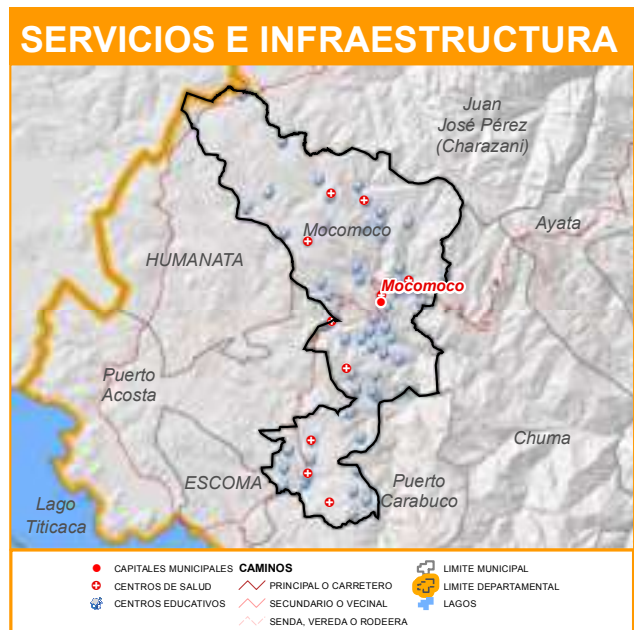 SERVICIOS E INFRAESTRUCTURA
Juan
José Pérez
(Charazani)
Ayata
Mocomoco
HUMANATA
Mocomoco
Puerto
Acosta
Chuma
ESCOMA
Puerto
Carabuco
Lago
Titicaca
CAPITALES MUNICIPALES
CENTROS DE SALUD
CENTROS EDUCATIVOS
CAMINOS
PRINCIPAL O CARRETERO
SECUNDARIO O VECINAL
SENDA, VEREDA O RODEERA
LIMITE MUNICIPAL
LIMITE DEPARTAMENTAL
LAGOS